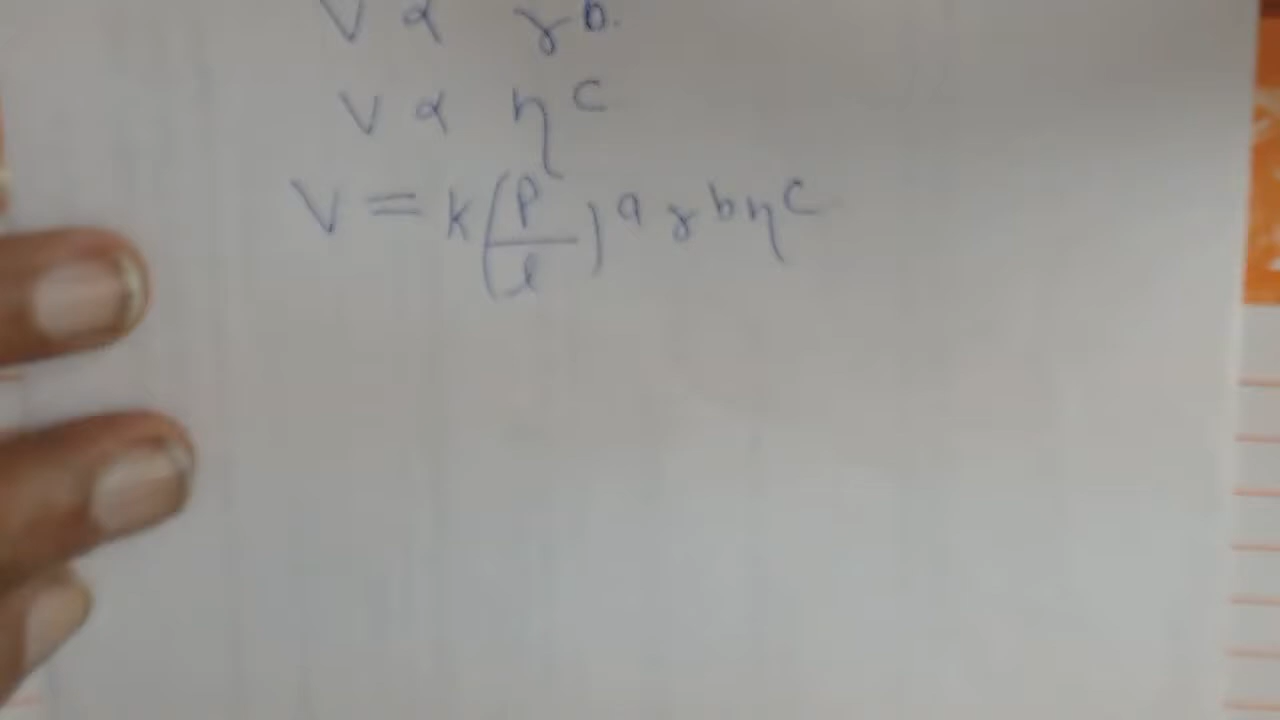 V ∝ r^b.
V ∝ η^c
V = k(P/l)^a r^b η^c